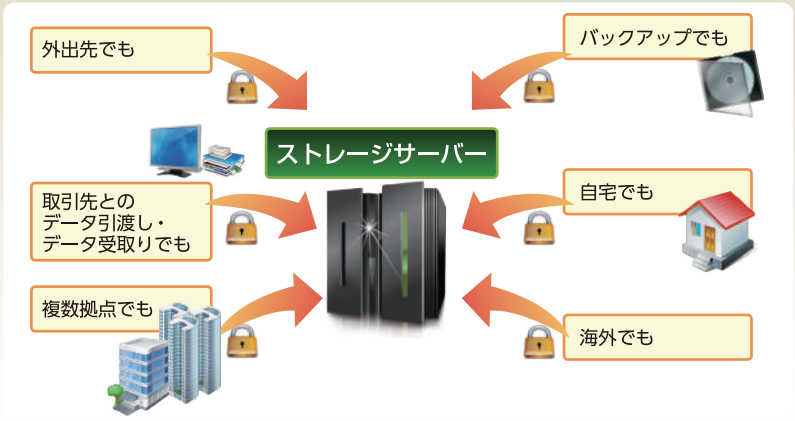 外出先でも
バックアップでも
ストレージサーバー
取引先との
データ引渡し・
データ受取りでも
自宅でも
複数拠点でも
海外でも